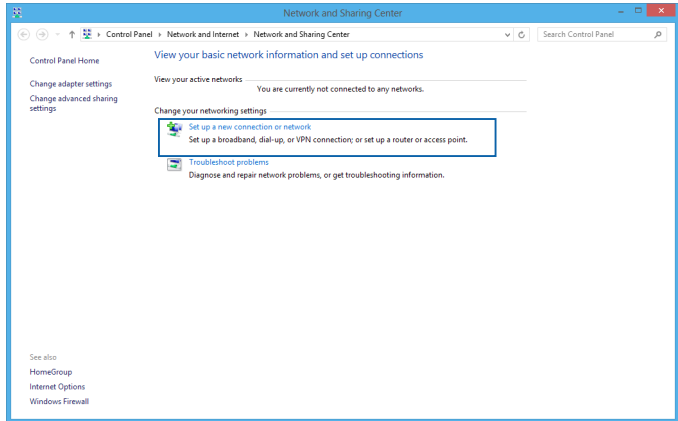 Network and Sharing Center
Control Panel Network and Internet Network and Sharing Center
Search Control Panel
Control Panel Home
Change adapter settings
Change advanced sharing
settings
View your basic network information and set up connections
View your active networks
You are currently not connected to any networks.
Change your networking settings
Set up a new connection or network
Set up a broadband, dial-up, or VPN connection; or set up a router or access point.
Troubleshoot problems
Diagnose and repair network problems, or get troubleshooting information.
See also
HomeGroup
Internet Options
Windows Firewall